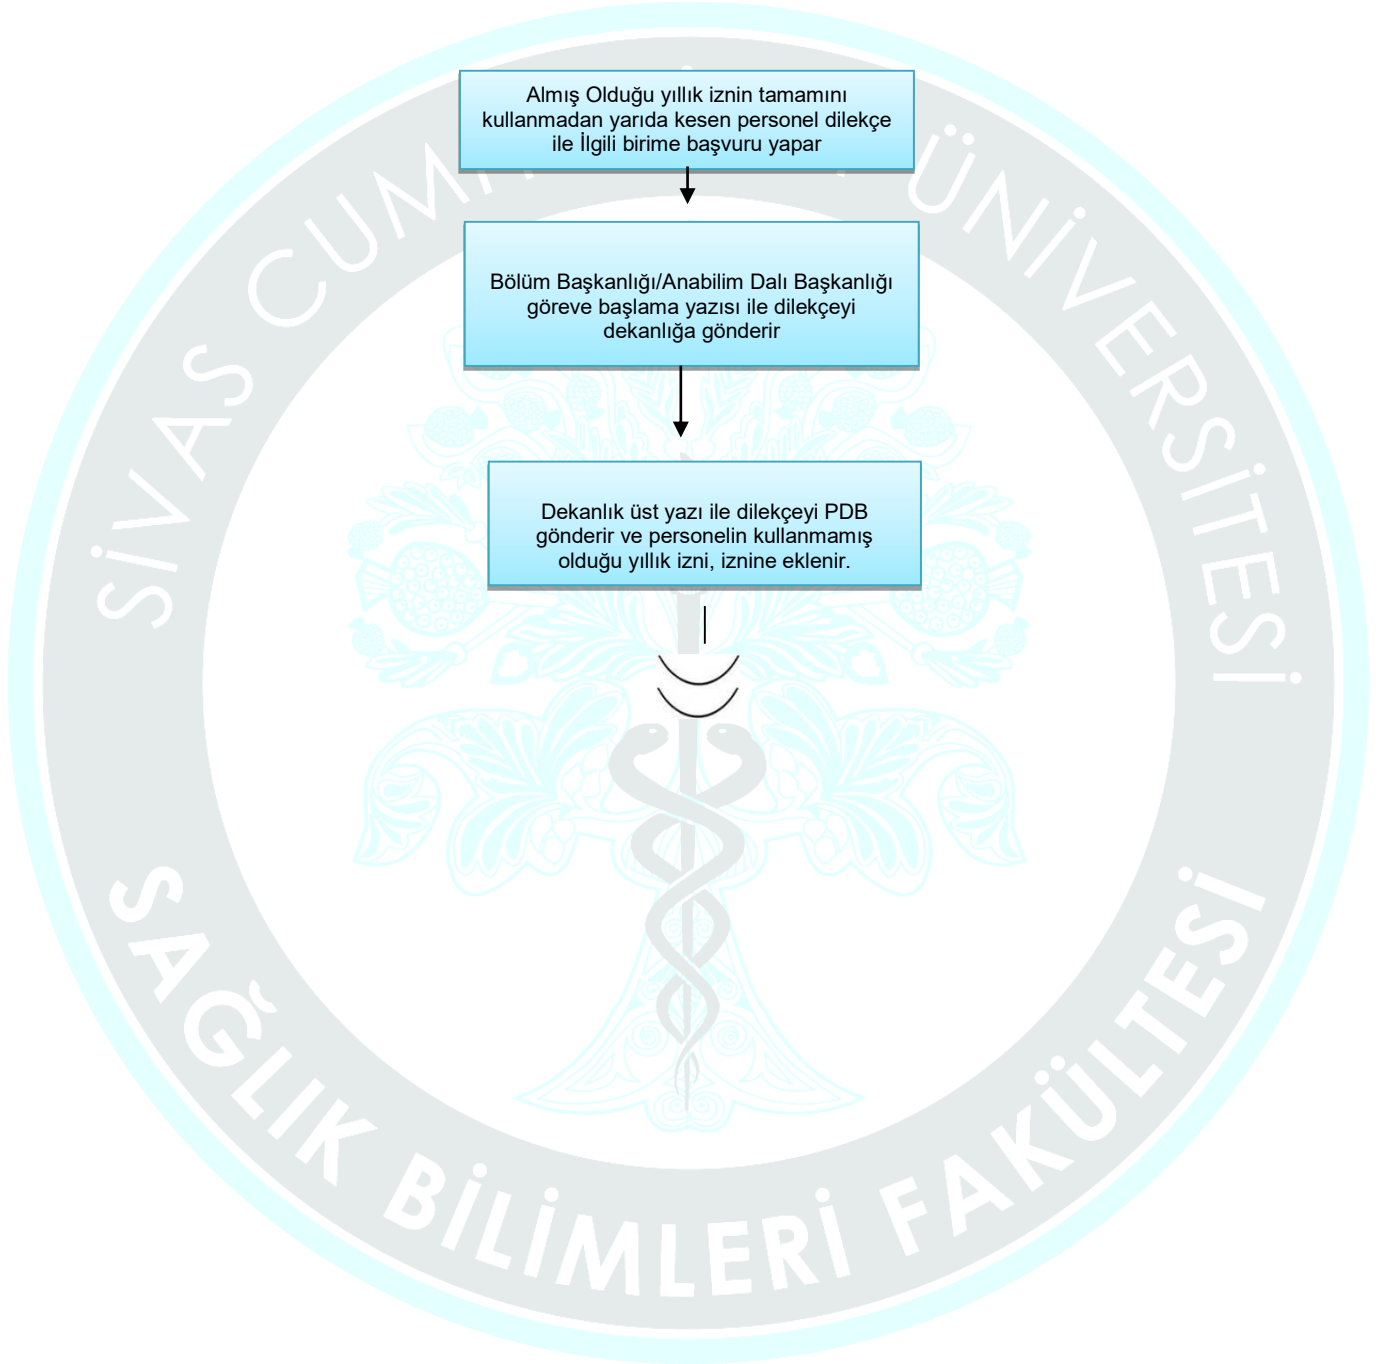 Almış Olduğu yıllık iznin tamamını
kullanmadan yarıda kesen personel dilekçe
ile İlgili birime başvuru yapar
Bölüm Başkanlığı/Anabilim Dalı Başkanlığı
göreve başlama yazısı ile dilekçeyi
dekanlığa gönderir
Dekanlık üst yazı ile dilekçeyi PDB
gönderir ve personelin kullanmamış
olduğu yıllık izni, iznine eklenir.
SİVAS CUM ÜNİVERSİTESİ
SAĞLIK BİLİMLERİ FAKÜLTESİ